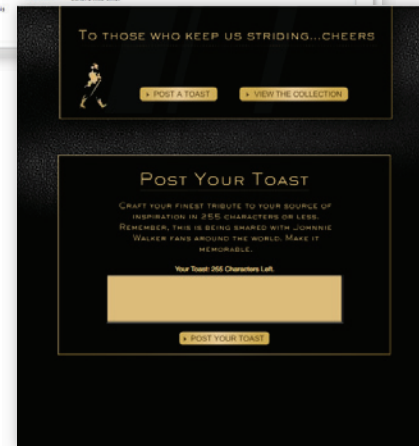 TO THOSE WHO KEEP US STRIDING...CHEERS
POST A TOAST
VIEW THE COLLECTION
POST YOUR TOAST
CRAFT YOUR FINEST TRIBUTE TO YOUR SOURCE OF
INSPIRATION IN 255 CHARACTERS OR LESS.
REMEMBER, THIS IS BEING SHARED WITH JOHNNIE
WALKER FANS AROUND THE WORLD. MAKE IT
MEMORABLE.
Your Toast: 255 Characters Left.
POST YOUR TOAST